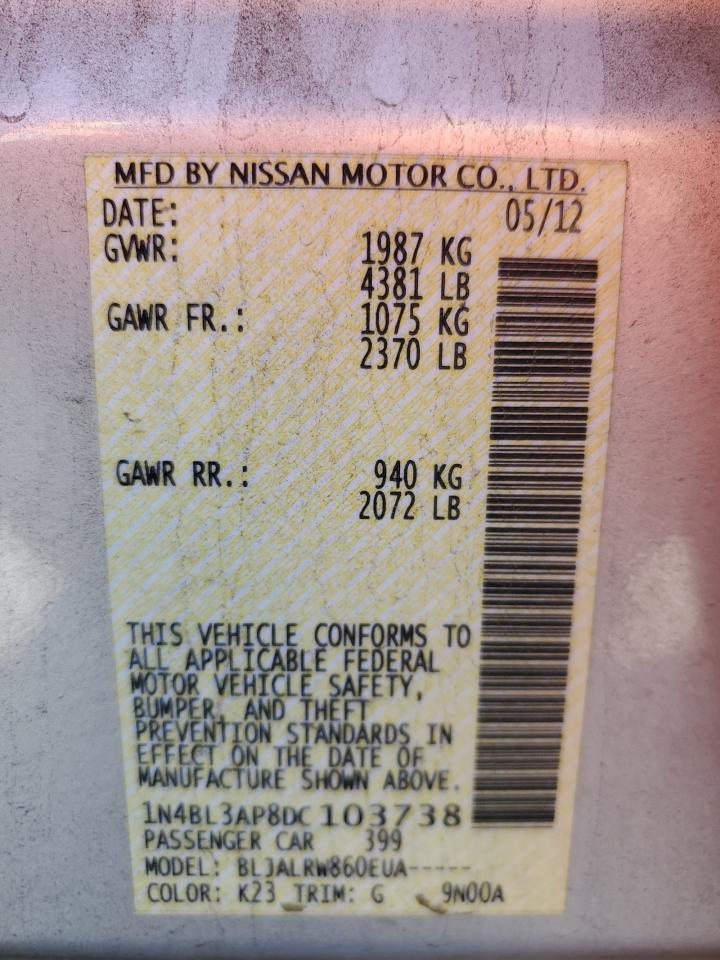 MFD BY NISSAN MOTOR CO., LTD.
DATE: 05/12
GVWR: 1987 KG
4381 LB
GAWR FR.: 1075 KG
2370 LB
GAWR RR.: 940 KG
2072 LB
THIS VEHICLE CONFORMS TO
ALL APPLICABLE FEDERAL
MOTOR VEHICLE SAFETY,
BUMPER, AND THEFT
PREVENTION STANDARDS IN
EFFECT ON THE DATE OF
MANUFACTURE SHOWN ABOVE.
1N4BL3AP8DC103738
PASSENGER CAR 399
MODEL: BLJALRW860EUA-----
COLOR: K23 TRIM: G 9N00A